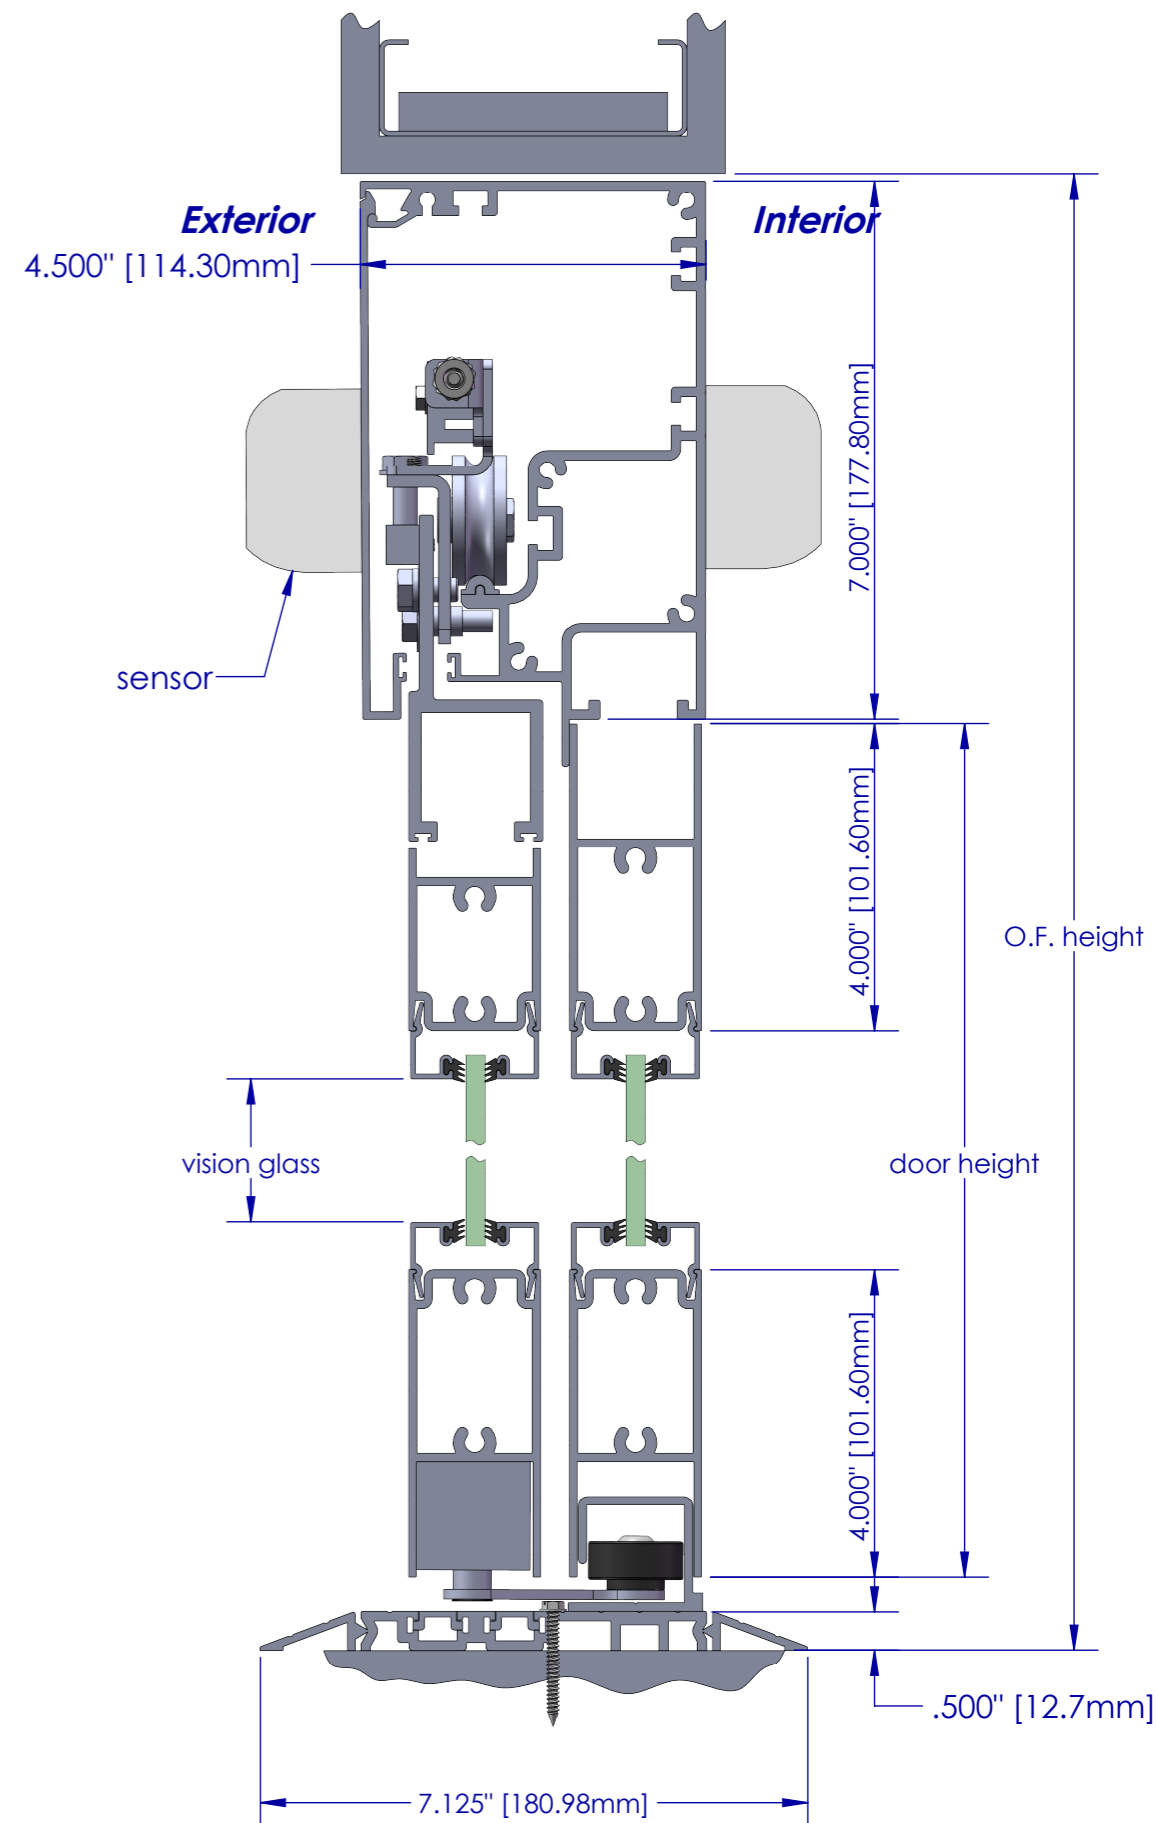 Exterior
Interior
4.500" [114.30mm]
7.000" [177.80mm]
sensor
4.000" [101.60mm]
O.F. height
vision glass
door height
4.000" [101.60mm]
.500" [12.7mm]
7.125" [180.98mm]